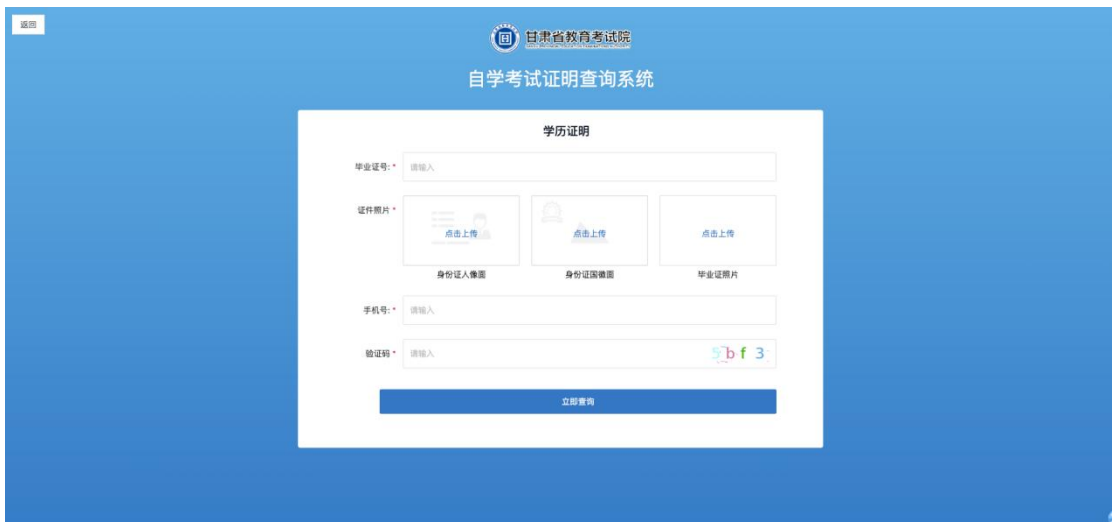 返回
甘肃省教育考试院
自学考试证明查询系统
学历证明
毕业证号: * 请输入
证件照片 *
点击上传 点击上传 点击上传
身份证人像面 身份证国徽面 毕业证照片
手机号: * 请输入
验证码 * 请输入 5bf3
立即查询